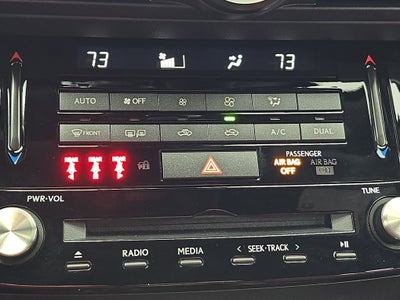 73 73
AUTO OFF
FRONT A/C DUAL
PASSENGER
AIR BAG AIR BAG
OFF
PWR·VOL TUNE
RADIO MEDIA < SEEK·TRACK >